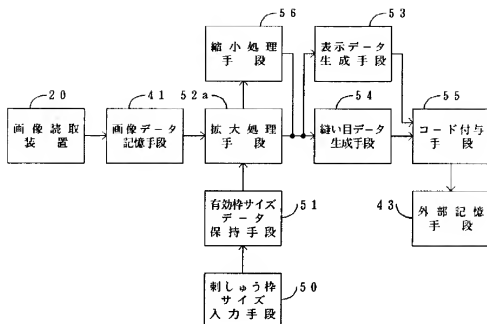 56
縮小処理
手段
53
表示データ
生成手段
20
画像読取
装置
41
画像データ
記憶手段
52a
拡大処理
手段
54
縫い目データ
生成手段
55
コード付与
手段
有効枠サイズ
データ
保持手段
51
外部記憶
手段
43
刺しゅう枠
サイズ
入力手段
50